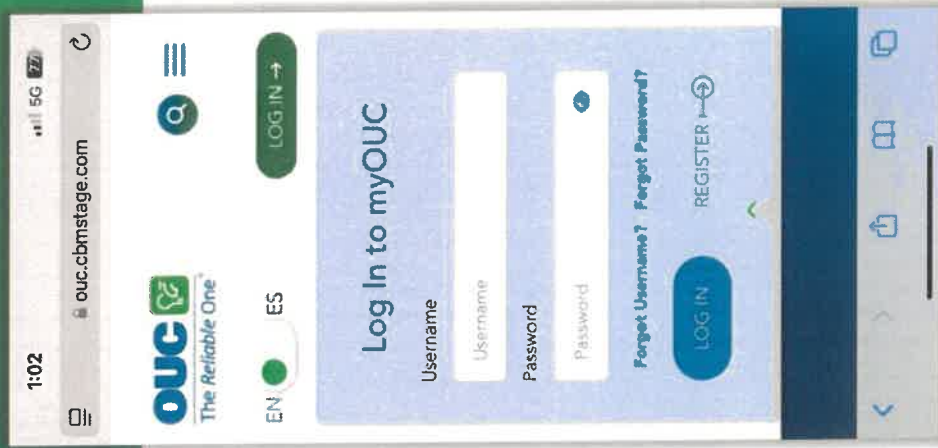 1:02 5G 77
ouc.cbmstage.com
OUC
The Reliable One
EN ES
LOG IN →
Log In to myOUC
Username
Username
Password
Password
Forgot Username? Forgot Password?
LOG IN REGISTER